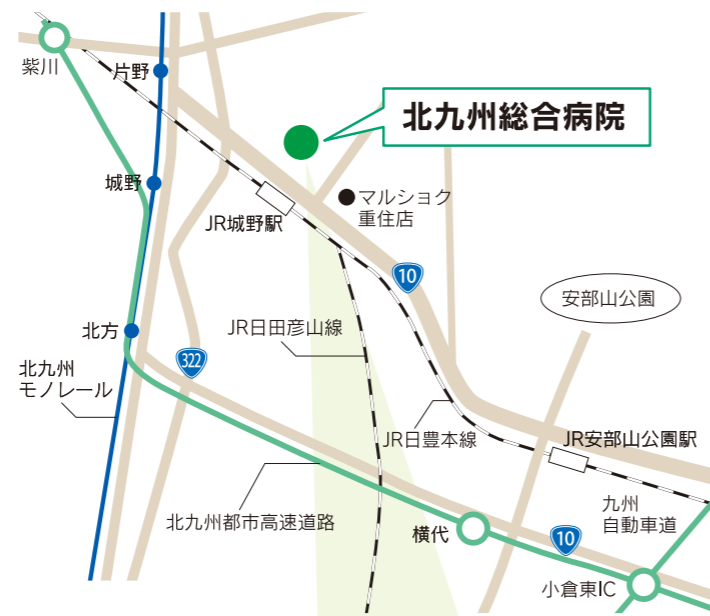 紫川
片野
北九州総合病院
城野
マルショク
重住店
JR城野駅
10
安部山公園
北方
JR日田彦山線
322
北九州
モノレール
JR日豊本線
JR安部山公園駅
北九州都市高速道路
九州
自動車道
横代
10
小倉東IC